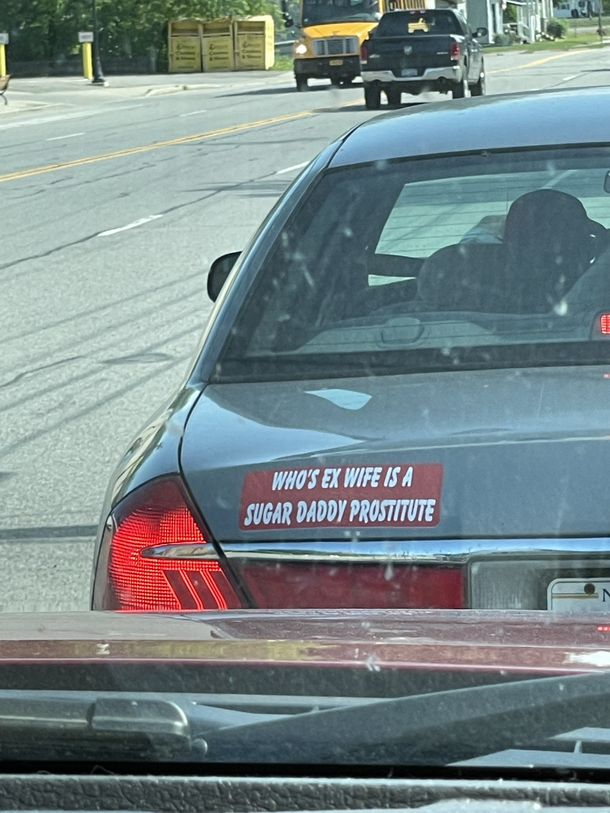 WHO'S EX WIFE IS A
SUGAR DADDY PROSTITUTE